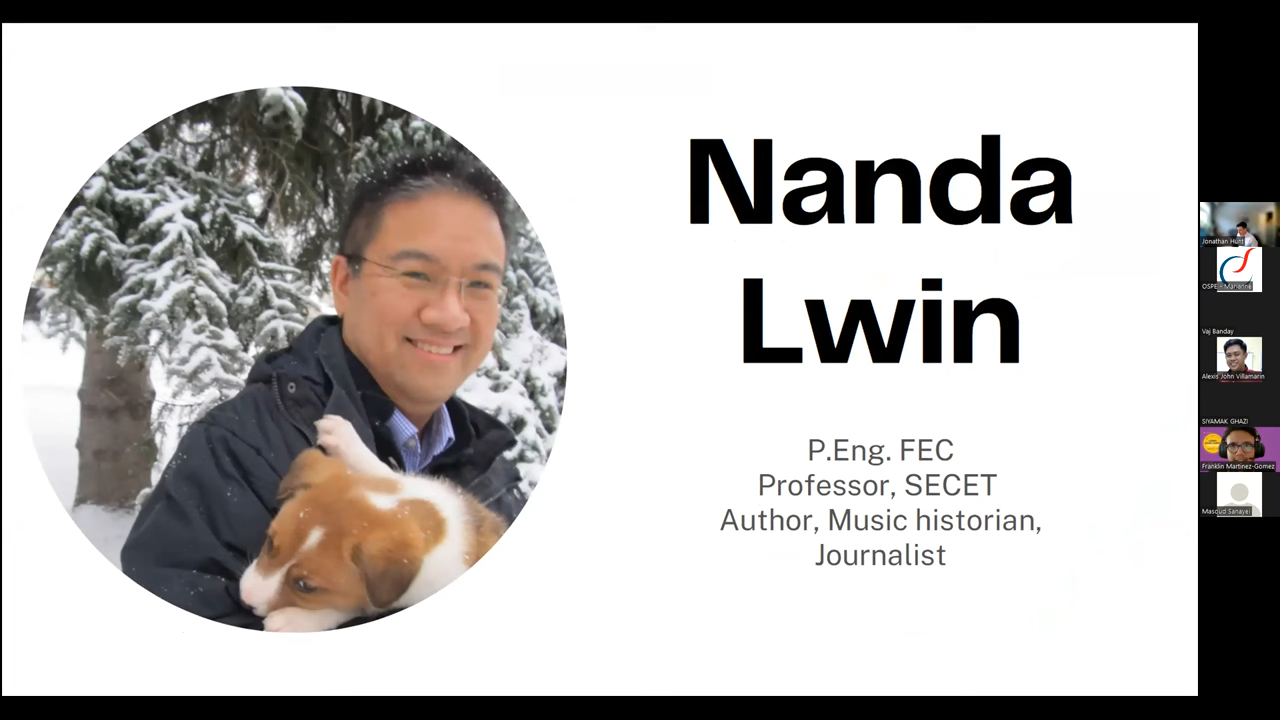 Nanda
Lwin
P.Eng. FEC
Professor, SECET
Author, Music historian,
Journalist
Jonathan Hunt
OSPE - Marianne
Vaj Banday
Alexis John Villamarin
SIYAMAK GHAZI
Franklin Martinez-Gomez
Masoud Sanayei